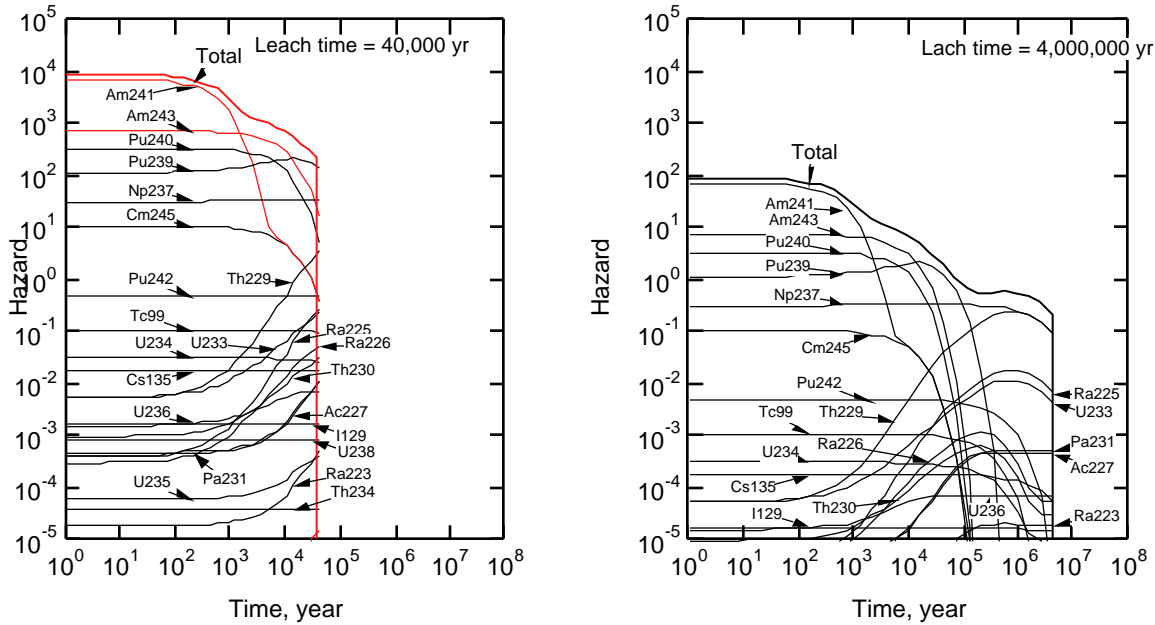 Leach time = 40,000 yr
Total
Am241
Am243
Pu240
Pu239
Np237
Cm245
Th229
Pu242
Tc99
U234
U233
Ra225
Ra226
Cs135
Th230
U236
Ac227
I129
U238
Pa231
U235
Ra223
Th234
Hazard
10^5
10^4
10^3
10^2
10^1
10^0
10^-1
10^-2
10^-3
10^-4
10^-5
10^0 10^1 10^2 10^3 10^4 10^5 10^6 10^7 10^8
Time, year
Lach time = 4,000,000 yr
Total
Am241
Am243
Pu240
Pu239
Np237
Cm245
Pu242
Ra225
Th229
U233
Tc99
Ra226
Pa231
U234
Ac227
Cs135
Th230
U236
Ra223
I129
Hazard
10^5
10^4
10^3
10^2
10^1
10^0
10^-1
10^-2
10^-3
10^-4
10^-5
10^0 10^1 10^2 10^3 10^4 10^5 10^6 10^7 10^8
Time, year